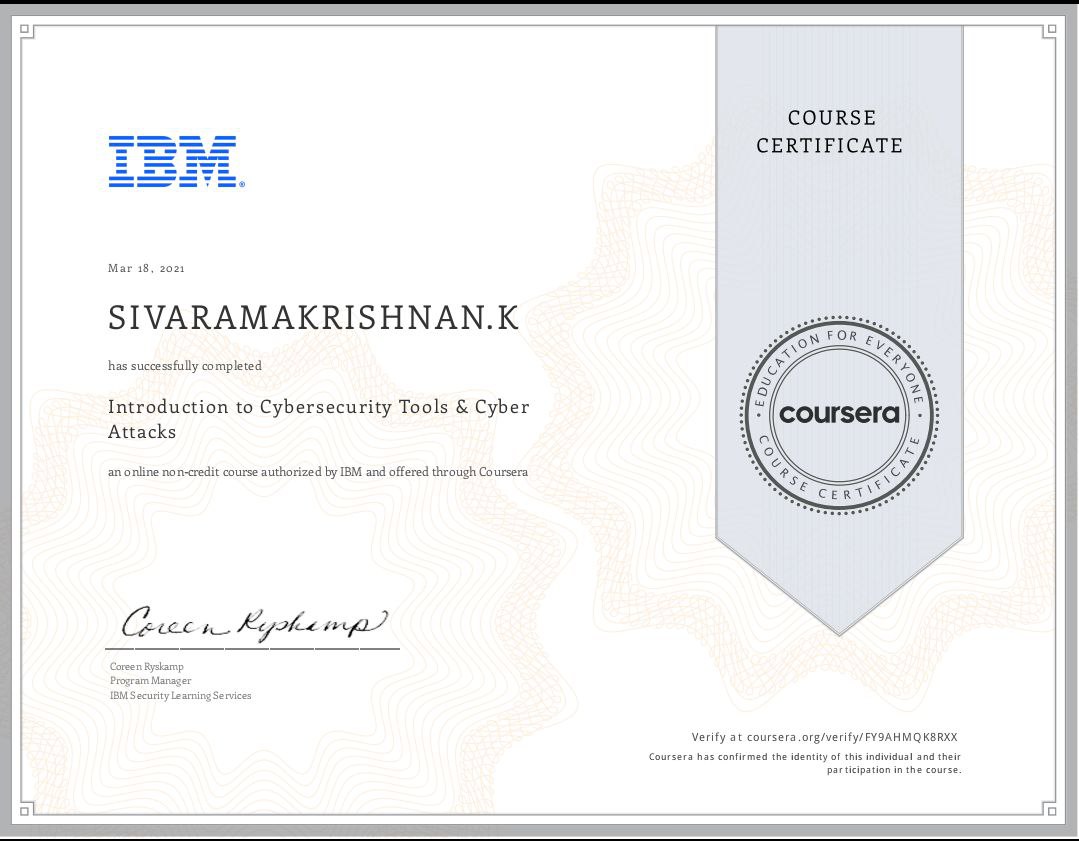 COURSE
CERTIFICATE
IBM®
Mar 18, 2021
SIVARAMAKRISHNAN.K
has successfully completed
Introduction to Cybersecurity Tools & Cyber
Attacks
an online non-credit course authorized by IBM and offered through Coursera
EDUCATION FOR EVERYONE
coursera
COURSE CERTIFICATE
Coreen Ryskamp
Coreen Ryskamp
Program Manager
IBM Security Learning Services
Verify at coursera.org/verify/FY9AHMQK8RXX
Coursera has confirmed the identity of this individual and their
participation in the course.